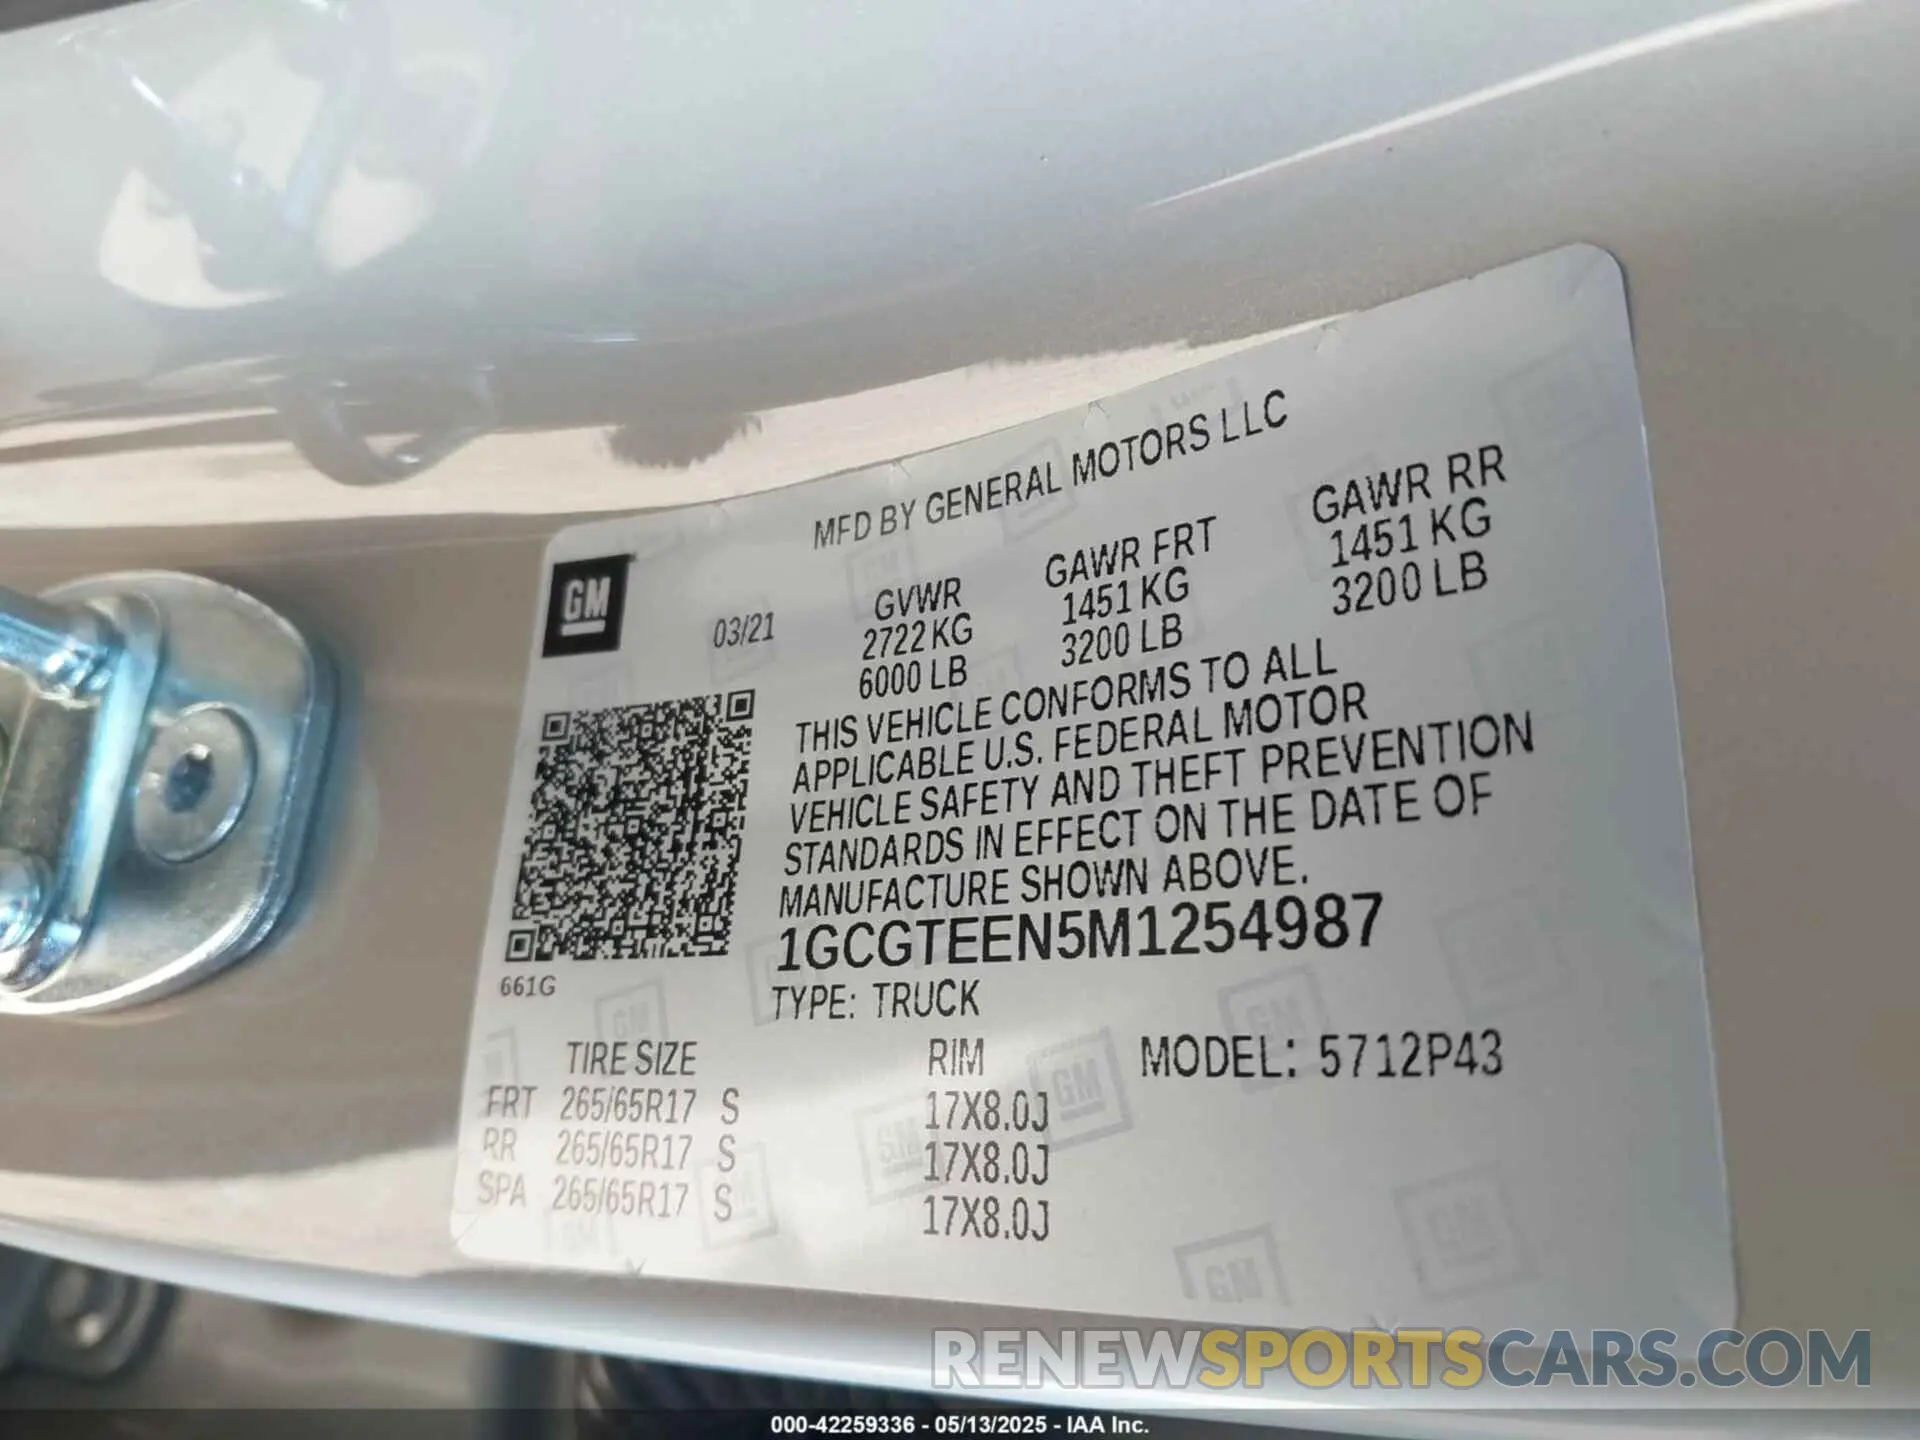 MFD BY GENERAL MOTORS LLC
GM
03/21
GVWR
2722 KG
6000 LB
GAWR FRT
1451 KG
3200 LB
GAWR RR
1451 KG
3200 LB
THIS VEHICLE CONFORMS TO ALL
APPLICABLE U.S. FEDERAL MOTOR
VEHICLE SAFETY AND THEFT PREVENTION
STANDARDS IN EFFECT ON THE DATE OF
MANUFACTURE SHOWN ABOVE.
1GCGTEEN5M1254987
661G
TYPE: TRUCK
TIRE SIZE RIM MODEL: 5712P43
FRT 265/65R17 S 17X8.0J
RR 265/65R17 S 17X8.0J
SPA 265/65R17 S 17X8.0J
RENEWSPORTSCARS.COM
000-42259336 - 05/13/2025 - IAA Inc.